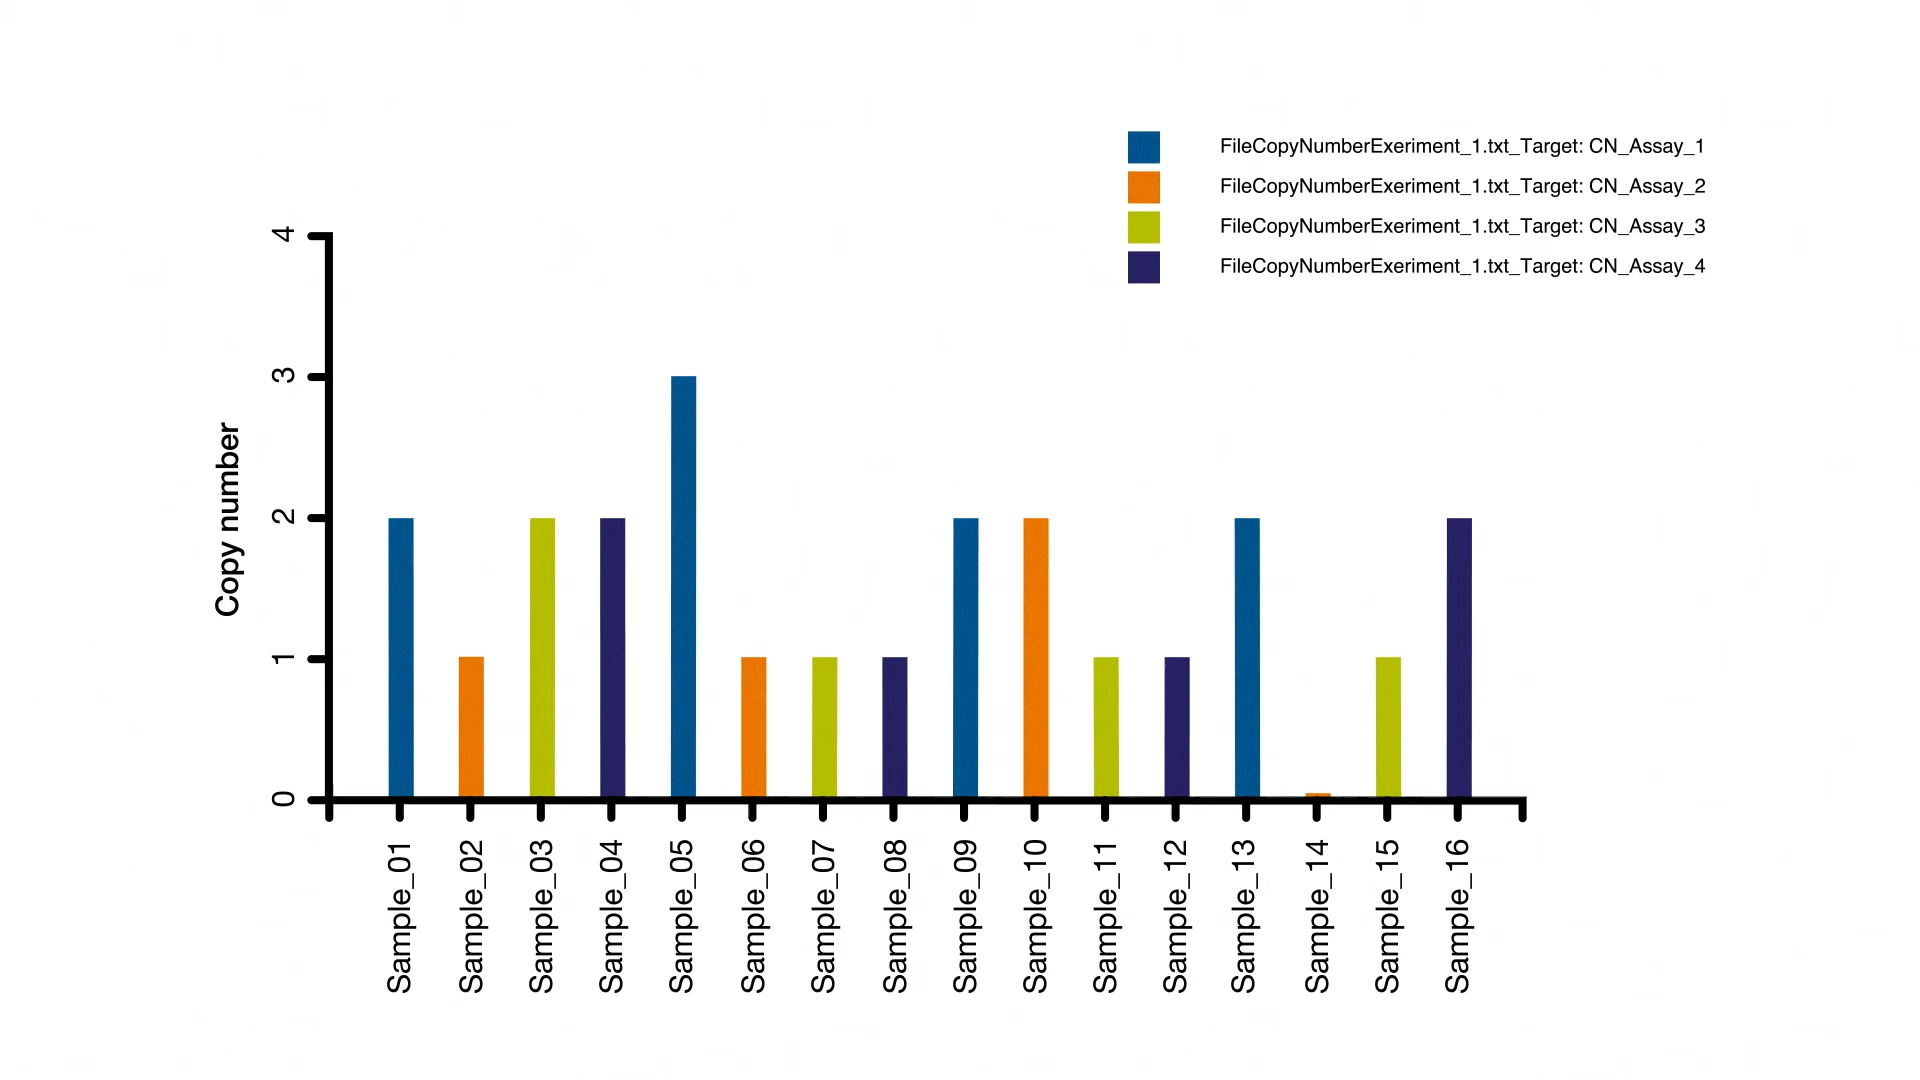 FileCopyNumberExeriment_1.txt_Target: CN_Assay_1
FileCopyNumberExeriment_1.txt_Target: CN_Assay_2
FileCopyNumberExeriment_1.txt_Target: CN_Assay_3
FileCopyNumberExeriment_1.txt_Target: CN_Assay_4
Copy number
4
3
2
1
0
Sample_01
Sample_02
Sample_03
Sample_04
Sample_05
Sample_06
Sample_07
Sample_08
Sample_09
Sample_10
Sample_11
Sample_12
Sample_13
Sample_14
Sample_15
Sample_16